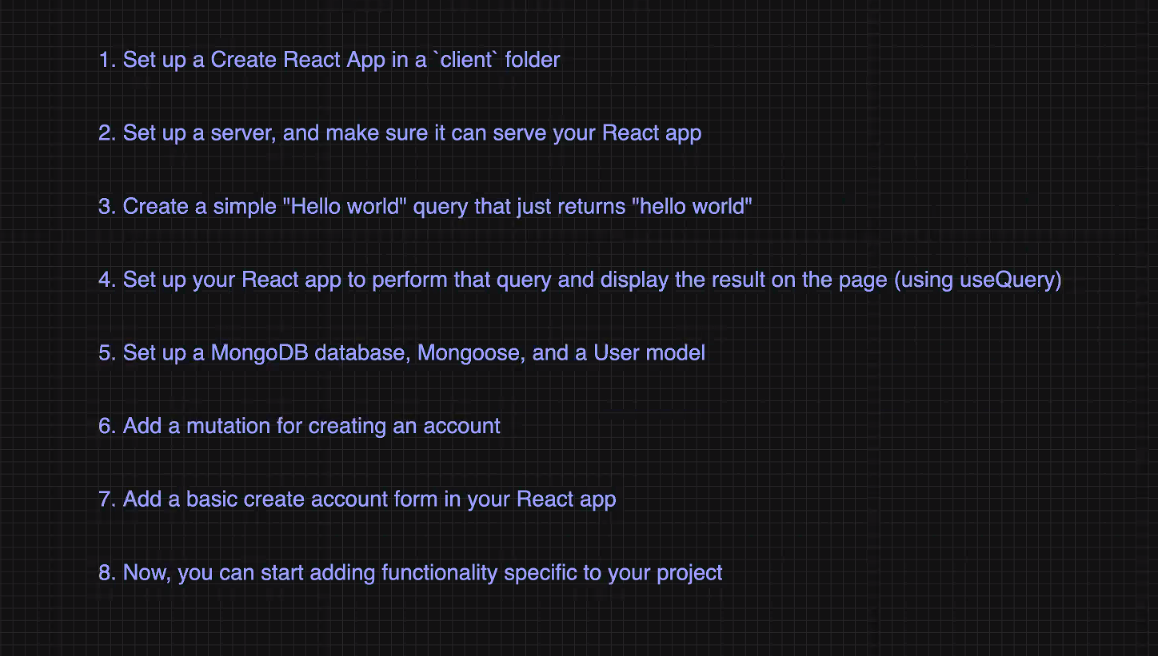 1. Set up a Create React App in a `client` folder
2. Set up a server, and make sure it can serve your React app
3. Create a simple "Hello world" query that just returns "hello world"
4. Set up your React app to perform that query and display the result on the page (using useQuery)
5. Set up a MongoDB database, Mongoose, and a User model
6. Add a mutation for creating an account
7. Add a basic create account form in your React app
8. Now, you can start adding functionality specific to your project